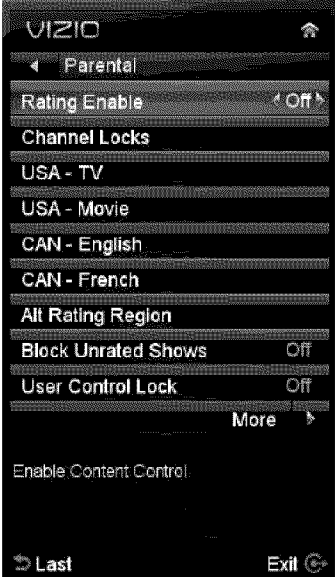 VIZIO
Parental
Rating Enable Off
Channel Locks
USA - TV
USA - Movie
CAN - English
CAN - French
Alt Rating Region
Block Unrated Shows Off
User Control Lock Off
More
Enable Content Control
Last Exit